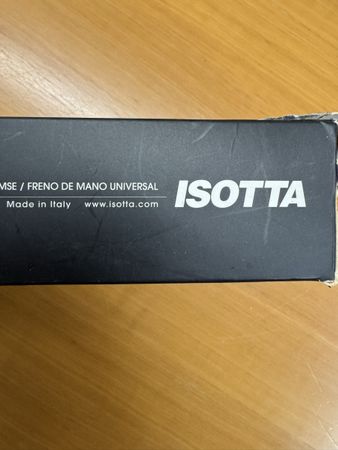 MSE / FRENO DE MANO UNIVERSAL
Made in Italy www.isotta.com
ISOTTA